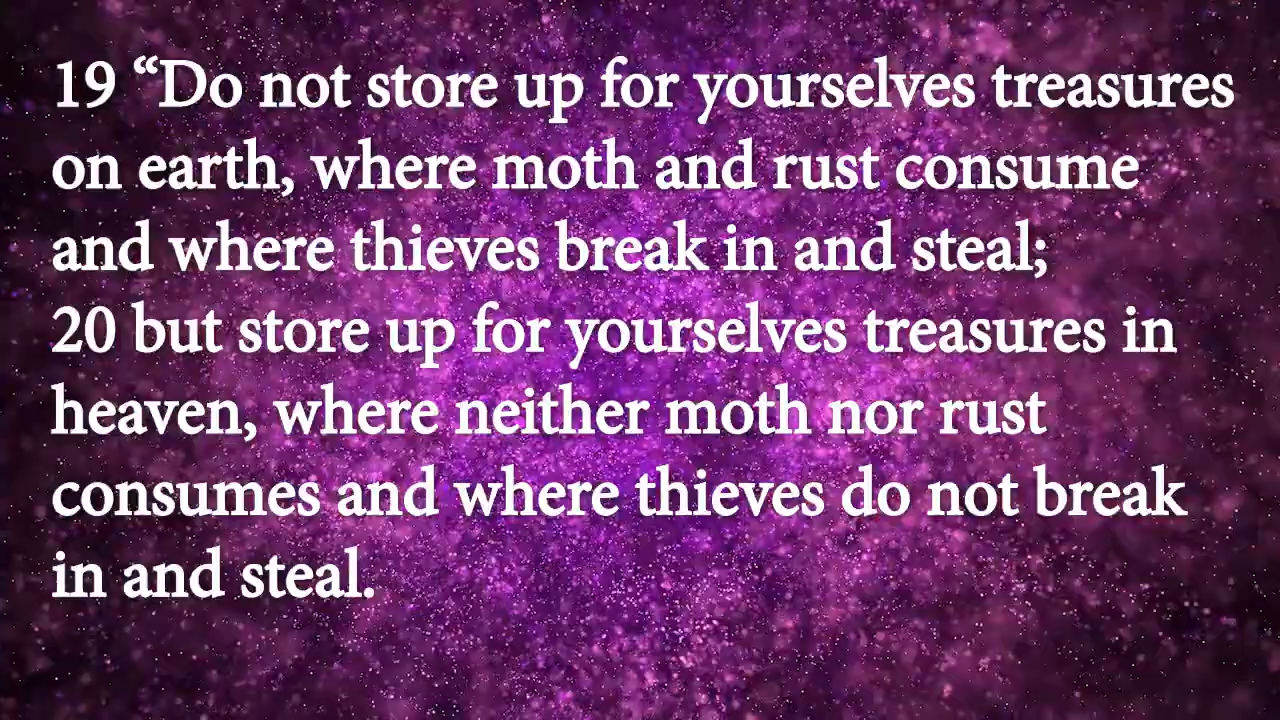 19 “Do not store up for yourselves treasures
on earth, where moth and rust consume
and where thieves break in and steal;
20 but store up for yourselves treasures in
heaven, where neither moth nor rust
consumes and where thieves do not break
in and steal.